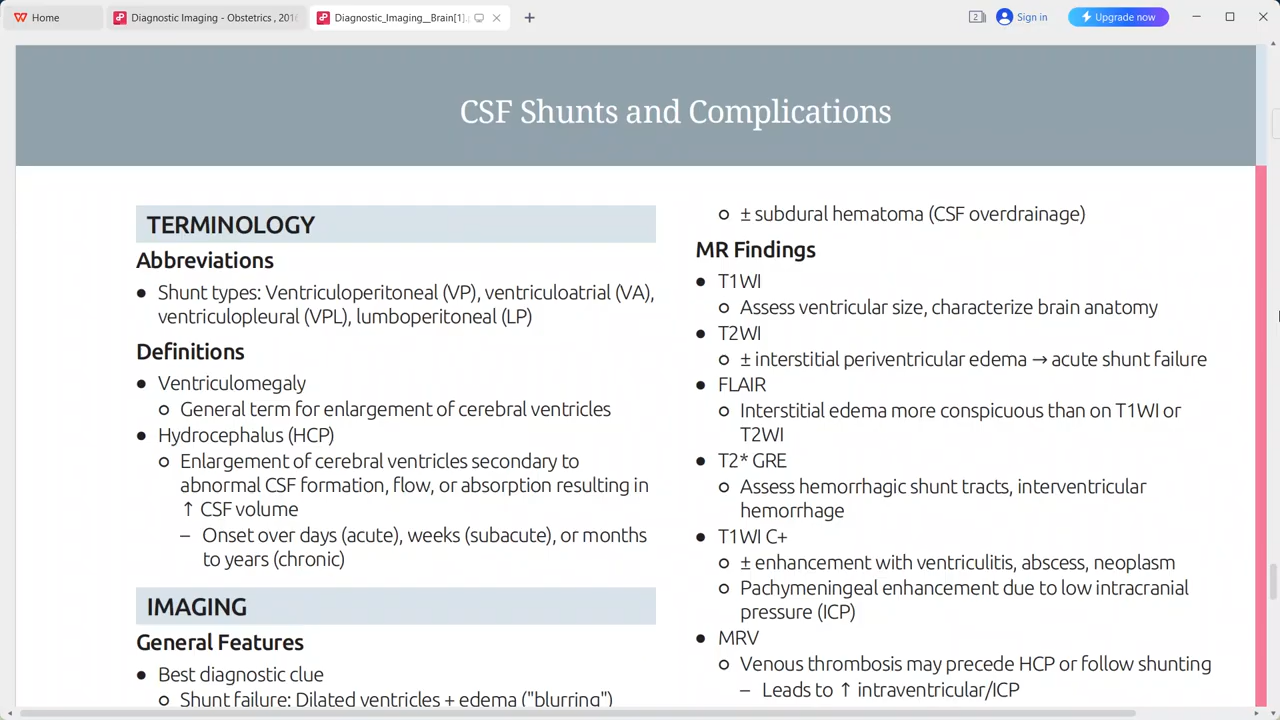 Home
Diagnostic Imaging - Obstetrics , 201
Diagnostic_Imaging__Brain[1].
2
Sign in
Upgrade now
CSF Shunts and Complications
TERMINOLOGY
Abbreviations
● Shunt types: Ventriculoperitoneal (VP), ventriculoatrial (VA),
ventriculopleural (VPL), lumboperitoneal (LP)
Definitions
● Ventriculomegaly
○ General term for enlargement of cerebral ventricles
● Hydrocephalus (HCP)
○ Enlargement of cerebral ventricles secondary to
abnormal CSF formation, flow, or absorption resulting in
↑ CSF volume
– Onset over days (acute), weeks (subacute), or months
to years (chronic)
IMAGING
General Features
● Best diagnostic clue
○ Shunt failure: Dilated ventricles + edema ("blurring")
○ ± subdural hematoma (CSF overdrainage)
MR Findings
● T1WI
○ Assess ventricular size, characterize brain anatomy
● T2WI
○ ± interstitial periventricular edema → acute shunt failure
● FLAIR
○ Interstitial edema more conspicuous than on T1WI or
T2WI
● T2* GRE
○ Assess hemorrhagic shunt tracts, interventricular
hemorrhage
● T1WI C+
○ ± enhancement with ventriculitis, abscess, neoplasm
○ Pachymeningeal enhancement due to low intracranial
pressure (ICP)
● MRV
○ Venous thrombosis may precede HCP or follow shunting
– Leads to ↑ intraventricular/ICP